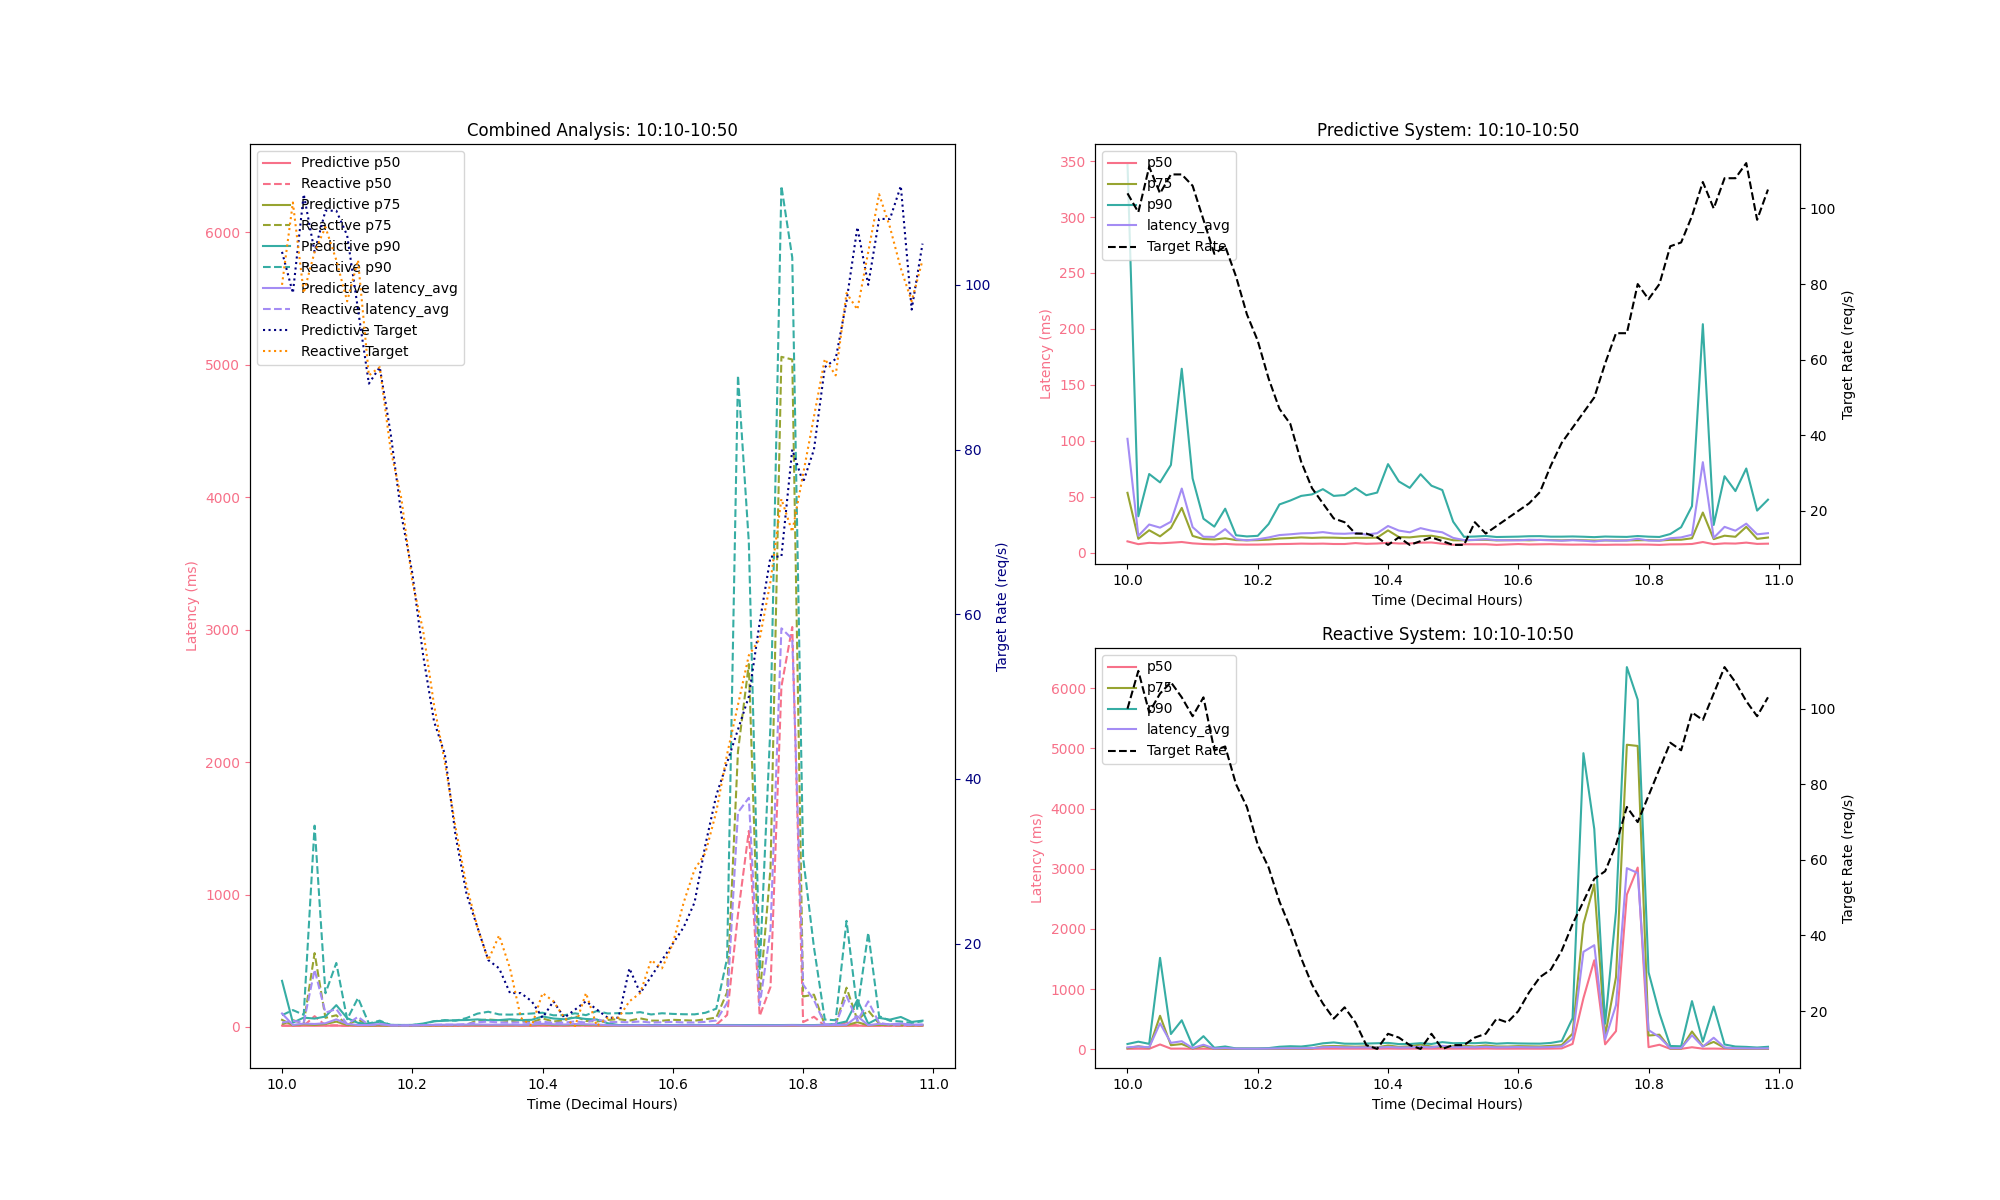 Combined Analysis: 10:10-10:50
Predictive p50
Reactive p50
Predictive p75
Reactive p75
Predictive p90
Reactive p90
Predictive latency_avg
Reactive latency_avg
Predictive Target
Reactive Target
Latency (ms)
6000
5000
4000
3000
2000
1000
0
100
80
60
40
20
Target Rate (req/s)
10.0 10.2 10.4 10.6 10.8 11.0
Time (Decimal Hours)
Predictive System: 10:10-10:50
p50
p75
p90
latency_avg
Target Rate
Latency (ms)
350
300
250
200
150
100
50
0
100
80
60
40
20
Target Rate (req/s)
10.0 10.2 10.4 10.6 10.8 11.0
Time (Decimal Hours)
Reactive System: 10:10-10:50
p50
p75
p90
latency_avg
Target Rate
Latency (ms)
6000
5000
4000
3000
2000
1000
0
100
80
60
40
20
Target Rate (req/s)
10.0 10.2 10.4 10.6 10.8 11.0
Time (Decimal Hours)